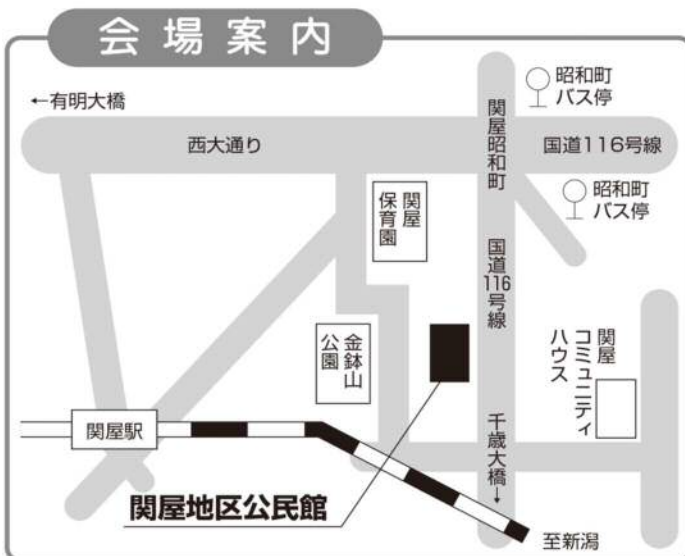 会場案内
←有明大橋
昭和町
バス停
西大通り
関屋昭和町
国道116号線
昭和町
バス停
関屋
保育園
国道116号線
金鉢山
公園
関屋
コミュニティ
ハウス
関屋駅
千歳大橋→
関屋地区公民館
至新潟